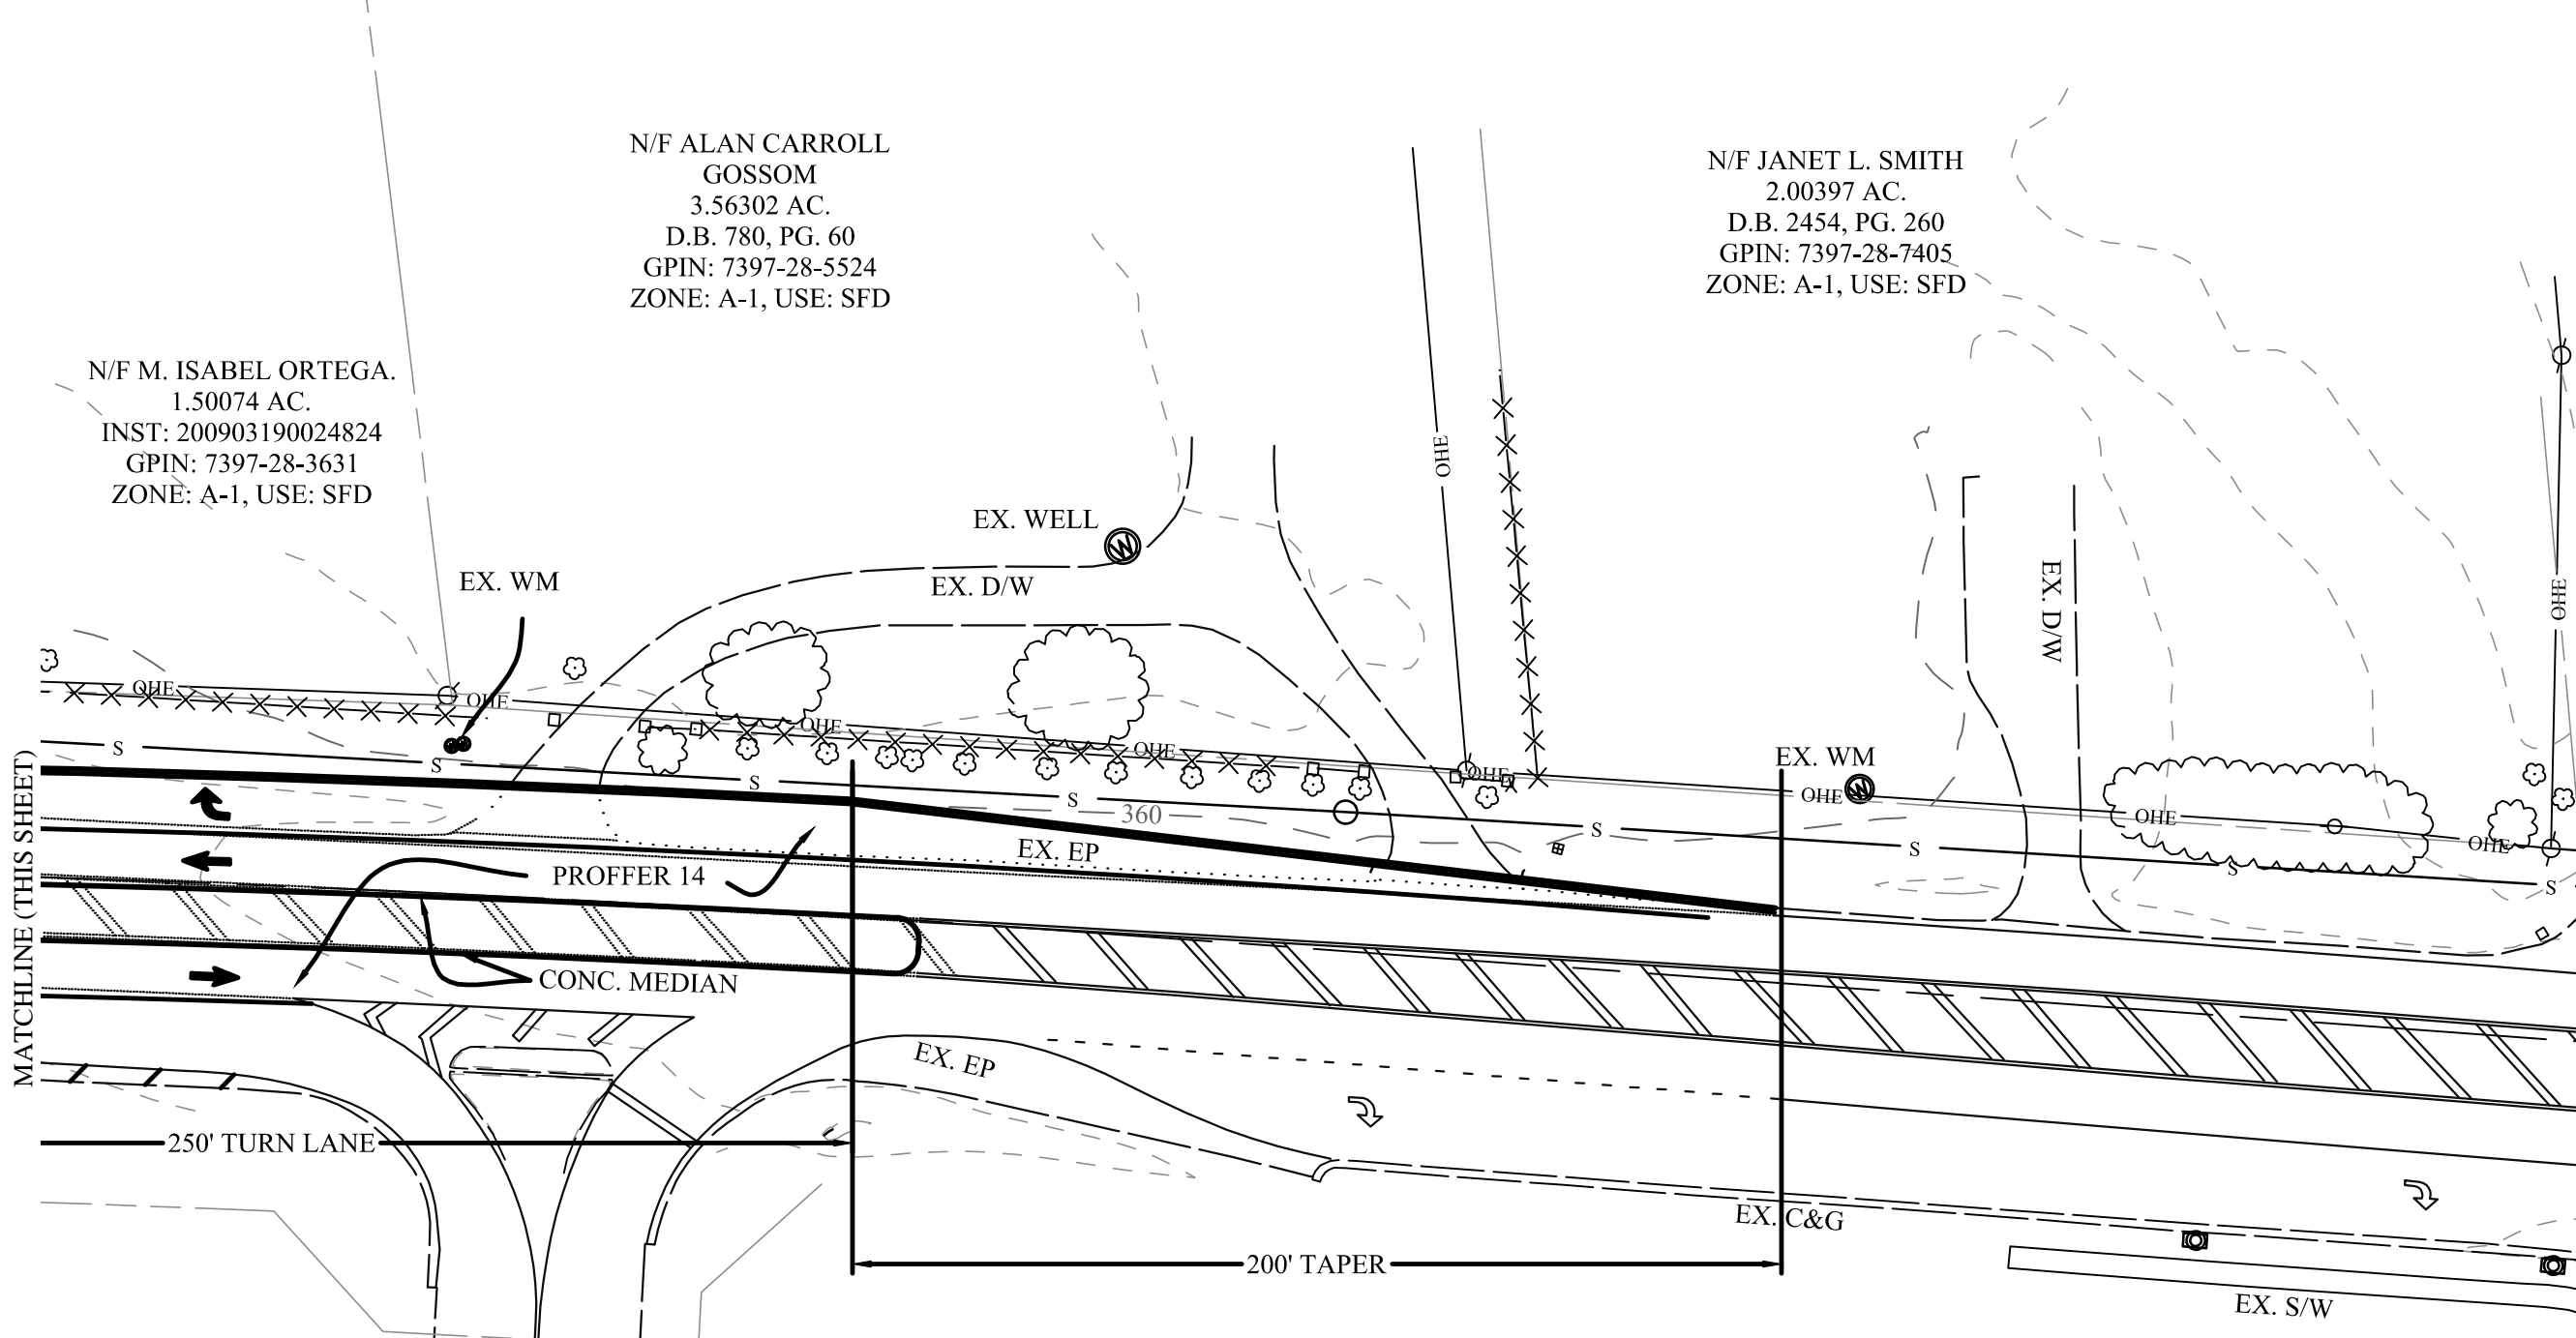 N/F ALAN CARROLL
GOSSOM
3.56302 AC.
D.B. 780, PG. 60
GPIN: 7397-28-5524
ZONE: A-1, USE: SFD
N/F JANET L. SMITH
2.00397 AC.
D.B. 2454, PG. 260
GPIN: 7397-28-7405
ZONE: A-1, USE: SFD
N/F M. ISABEL ORTEGA.
1.50074 AC.
INST: 200903190024824
GPIN: 7397-28-3631
ZONE: A-1, USE: SFD
OHE
EX. WELL
W
EX. WM
EX. D/W
EX. D/W
OHE
OHE
OHE
OHE
OHE
OHE
EX. WM
W
OHE
OHE
OHE
S
S
S
S
S
S
S
S
360
EX. EP
PROFFER 14
CONC. MEDIAN
MATCHLINE (THIS SHEET)
EX. EP
250' TURN LANE
EX. C&G
200' TAPER
EX. S/W